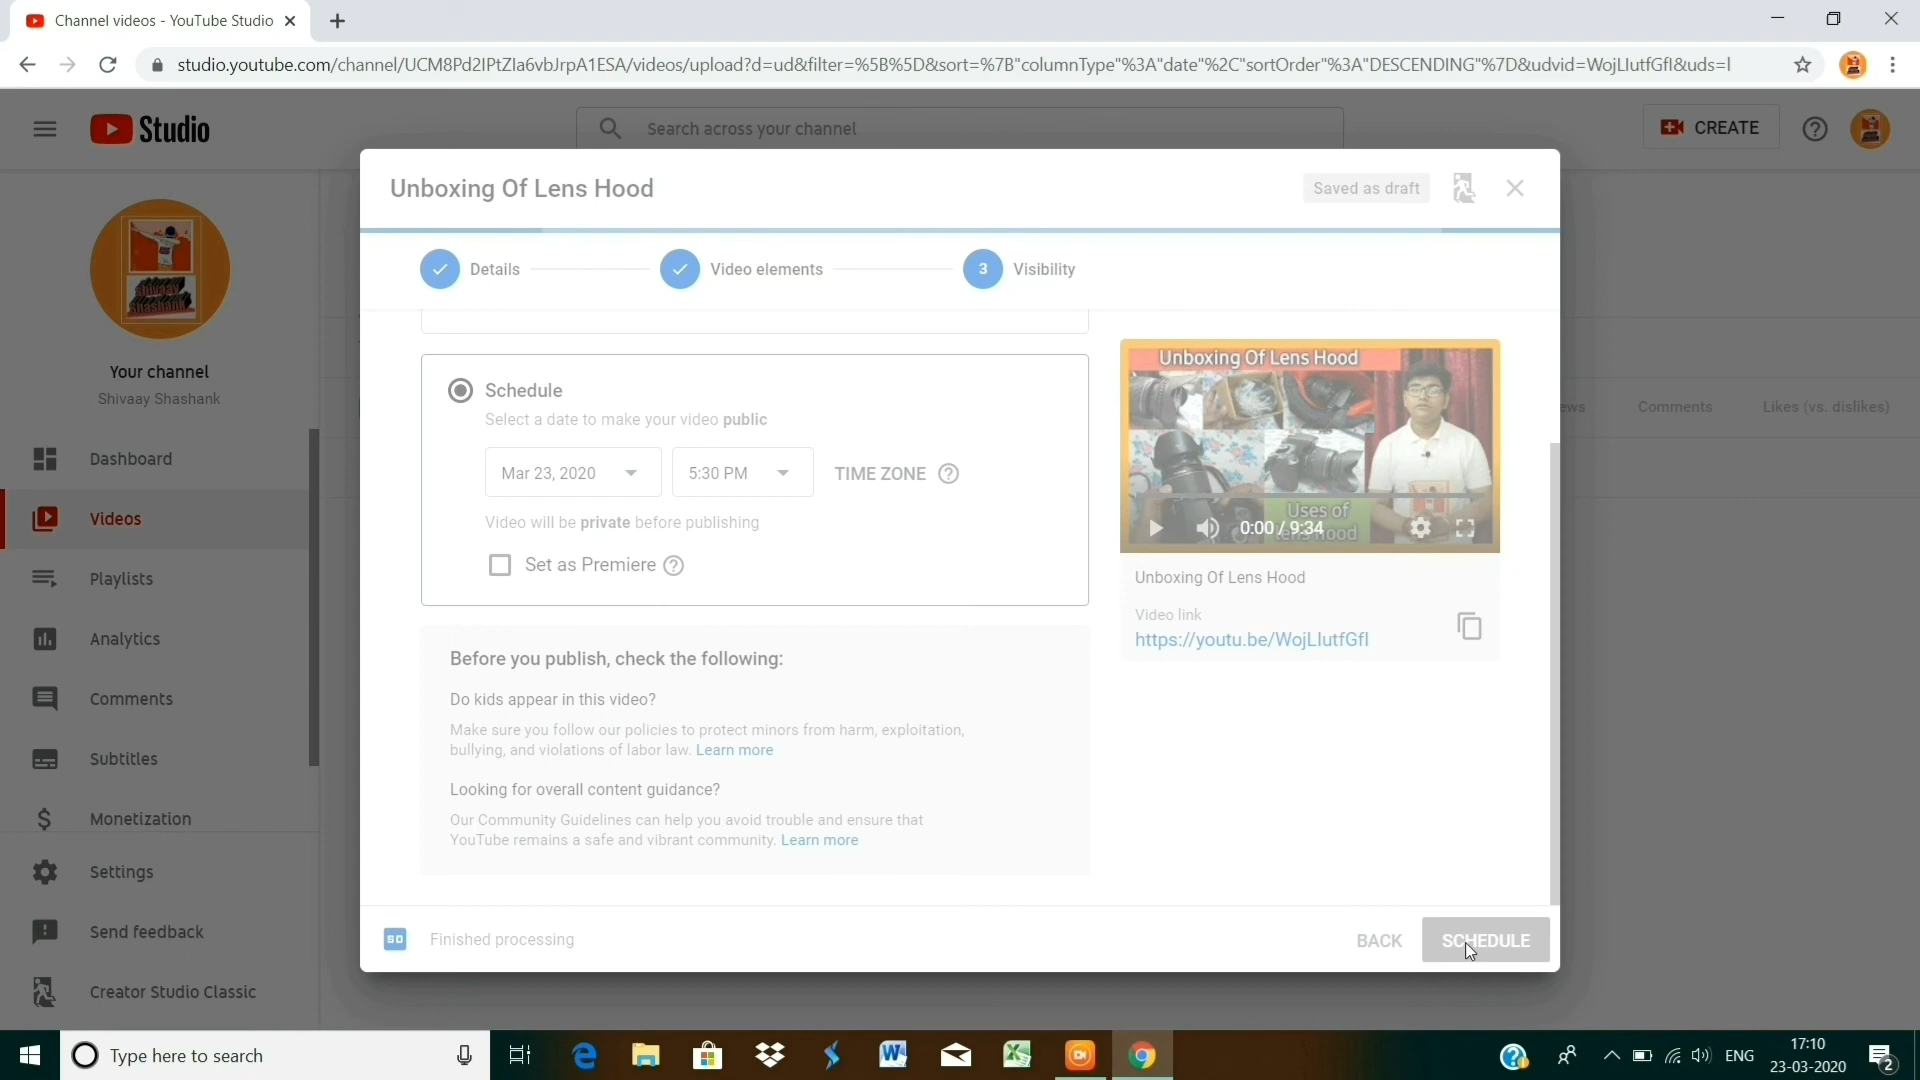 Channel videos - YouTube Studio
studio.youtube.com/channel/UCM8Pd2IPtZIa6vbJrpA1ESA/videos/upload?d=ud&filter=%5B%5D&sort=%7B"columnType"%3A"date"%2C"sortOrder"%3A"DESCENDING"%7D&udvid=WojLIutfGfI&uds=l
Studio
Search across your channel
CREATE
Unboxing Of Lens Hood
Saved as draft
Details
Video elements
3
Visibility
Your channel
Shivaay Shashank
Dashboard
Videos
Playlists
Analytics
Comments
Subtitles
Monetization
Settings
Send feedback
Creator Studio Classic
Schedule
Select a date to make your video public
Mar 23, 2020
5:30 PM
TIME ZONE
Video will be private before publishing
Set as Premiere
Before you publish, check the following:
Do kids appear in this video?
Make sure you follow our policies to protect minors from harm, exploitation,
bullying, and violations of labor law. Learn more
Looking for overall content guidance?
Our Community Guidelines can help you avoid trouble and ensure that
YouTube remains a safe and vibrant community. Learn more
Unboxing Of Lens Hood
Uses of
Lens Hood
0:00 / 9:34
Unboxing Of Lens Hood
Video link
https://youtu.be/WojLIutfGfI
Comments
Likes (vs. dislikes)
SD
Finished processing
BACK
SCHEDULE
Type here to search
ENG
17:10
23-03-2020
2